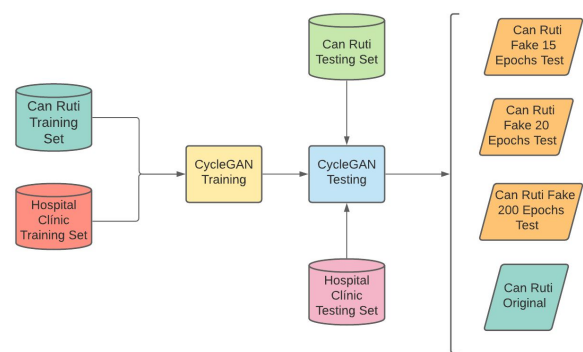 Can Ruti
Training
Set
Hospital
Clínic
Training Set
CycleGAN
Training
Can Ruti
Testing Set
CycleGAN
Testing
Hospital
Clínic
Testing Set
Can Ruti
Fake 15
Epochs Test
Can Ruti
Fake 20
Epochs Test
Can Ruti Fake
200 Epochs
Test
Can Ruti
Original